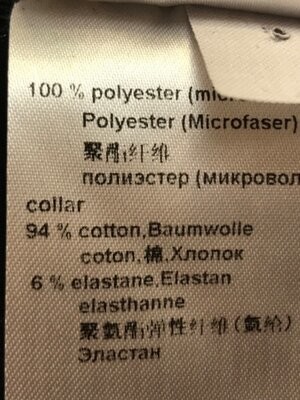 100 % polyester
Polyester (Microfaser)
聚酯纤维
полиэстер
collar
94 % cotton,Baumwolle
coton,棉,Хлопок
6 % elastane,Elastan
elasthanne
聚氨酯弹性纤维(氨纶)
Эластан